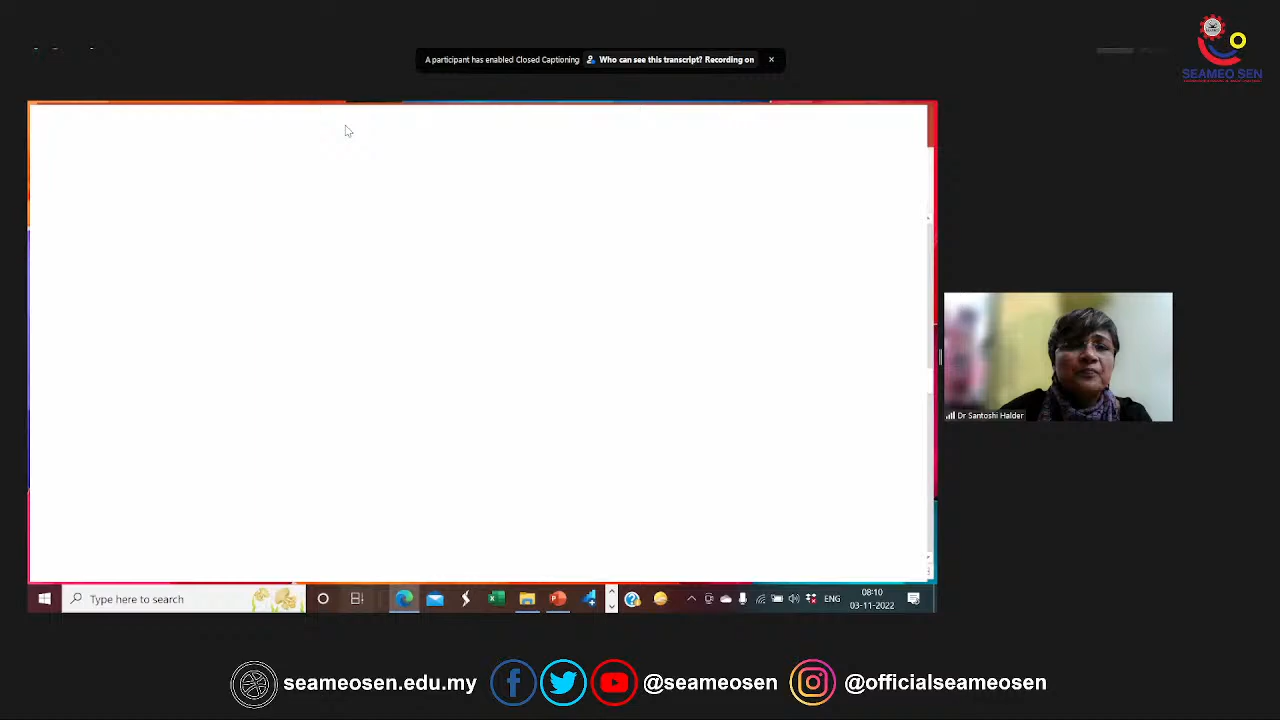 A participant has enabled Closed Captioning Who can see this transcript? Recording on
SEAMEO SEN
Dr Santoshi Halder
Type here to search
ENG
08:10
03-11-2022
seameosen.edu.my @seameosen @officialseameosen